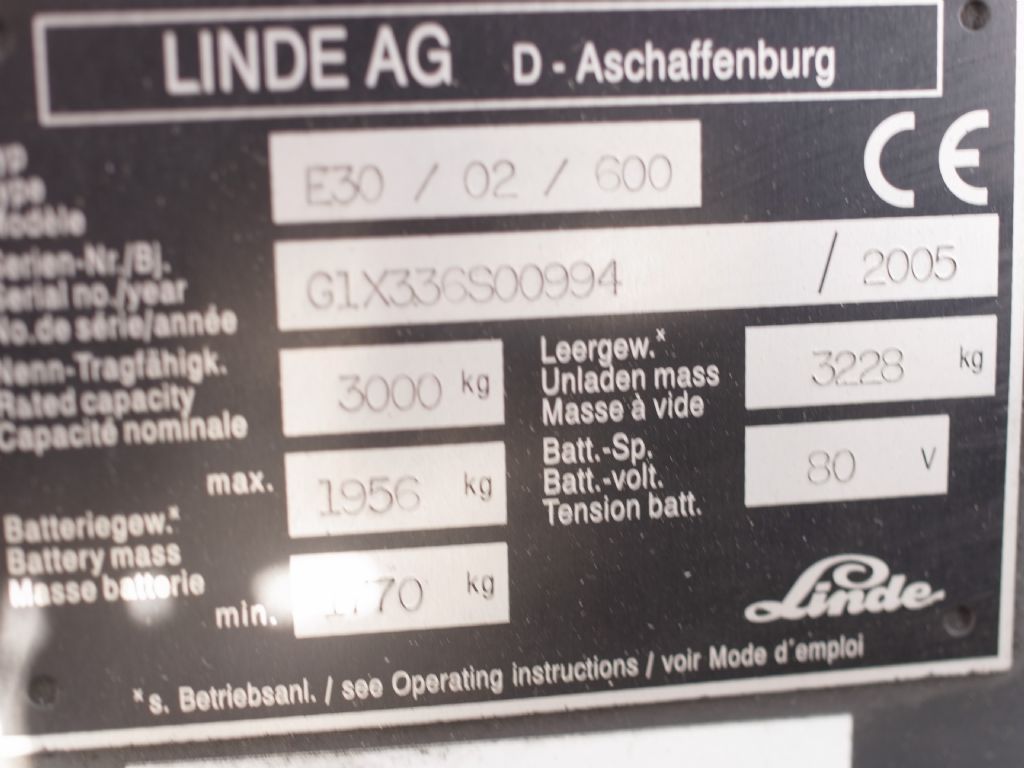 LINDE AG D - Aschaffenburg
Type
Modèle
E30 / 02 / 600
CE
Serien-Nr./Bj.
Serial no./year
No.de série/année
G1X336S00994 / 2005
Nenn-Tragfähigk.
Rated capacity
Capacité nominale
3000 kg
Leergew.*
Unladen mass
Masse à vide
3228 kg
Batteriegew.*
Battery mass
Masse batterie
max. 1956 kg
min. kg
Batt.-Sp.
Batt.-volt.
Tension batt.
80 V
Linde
*s. Betriebsanl. / see Operating instructions / voir Mode d'emploi